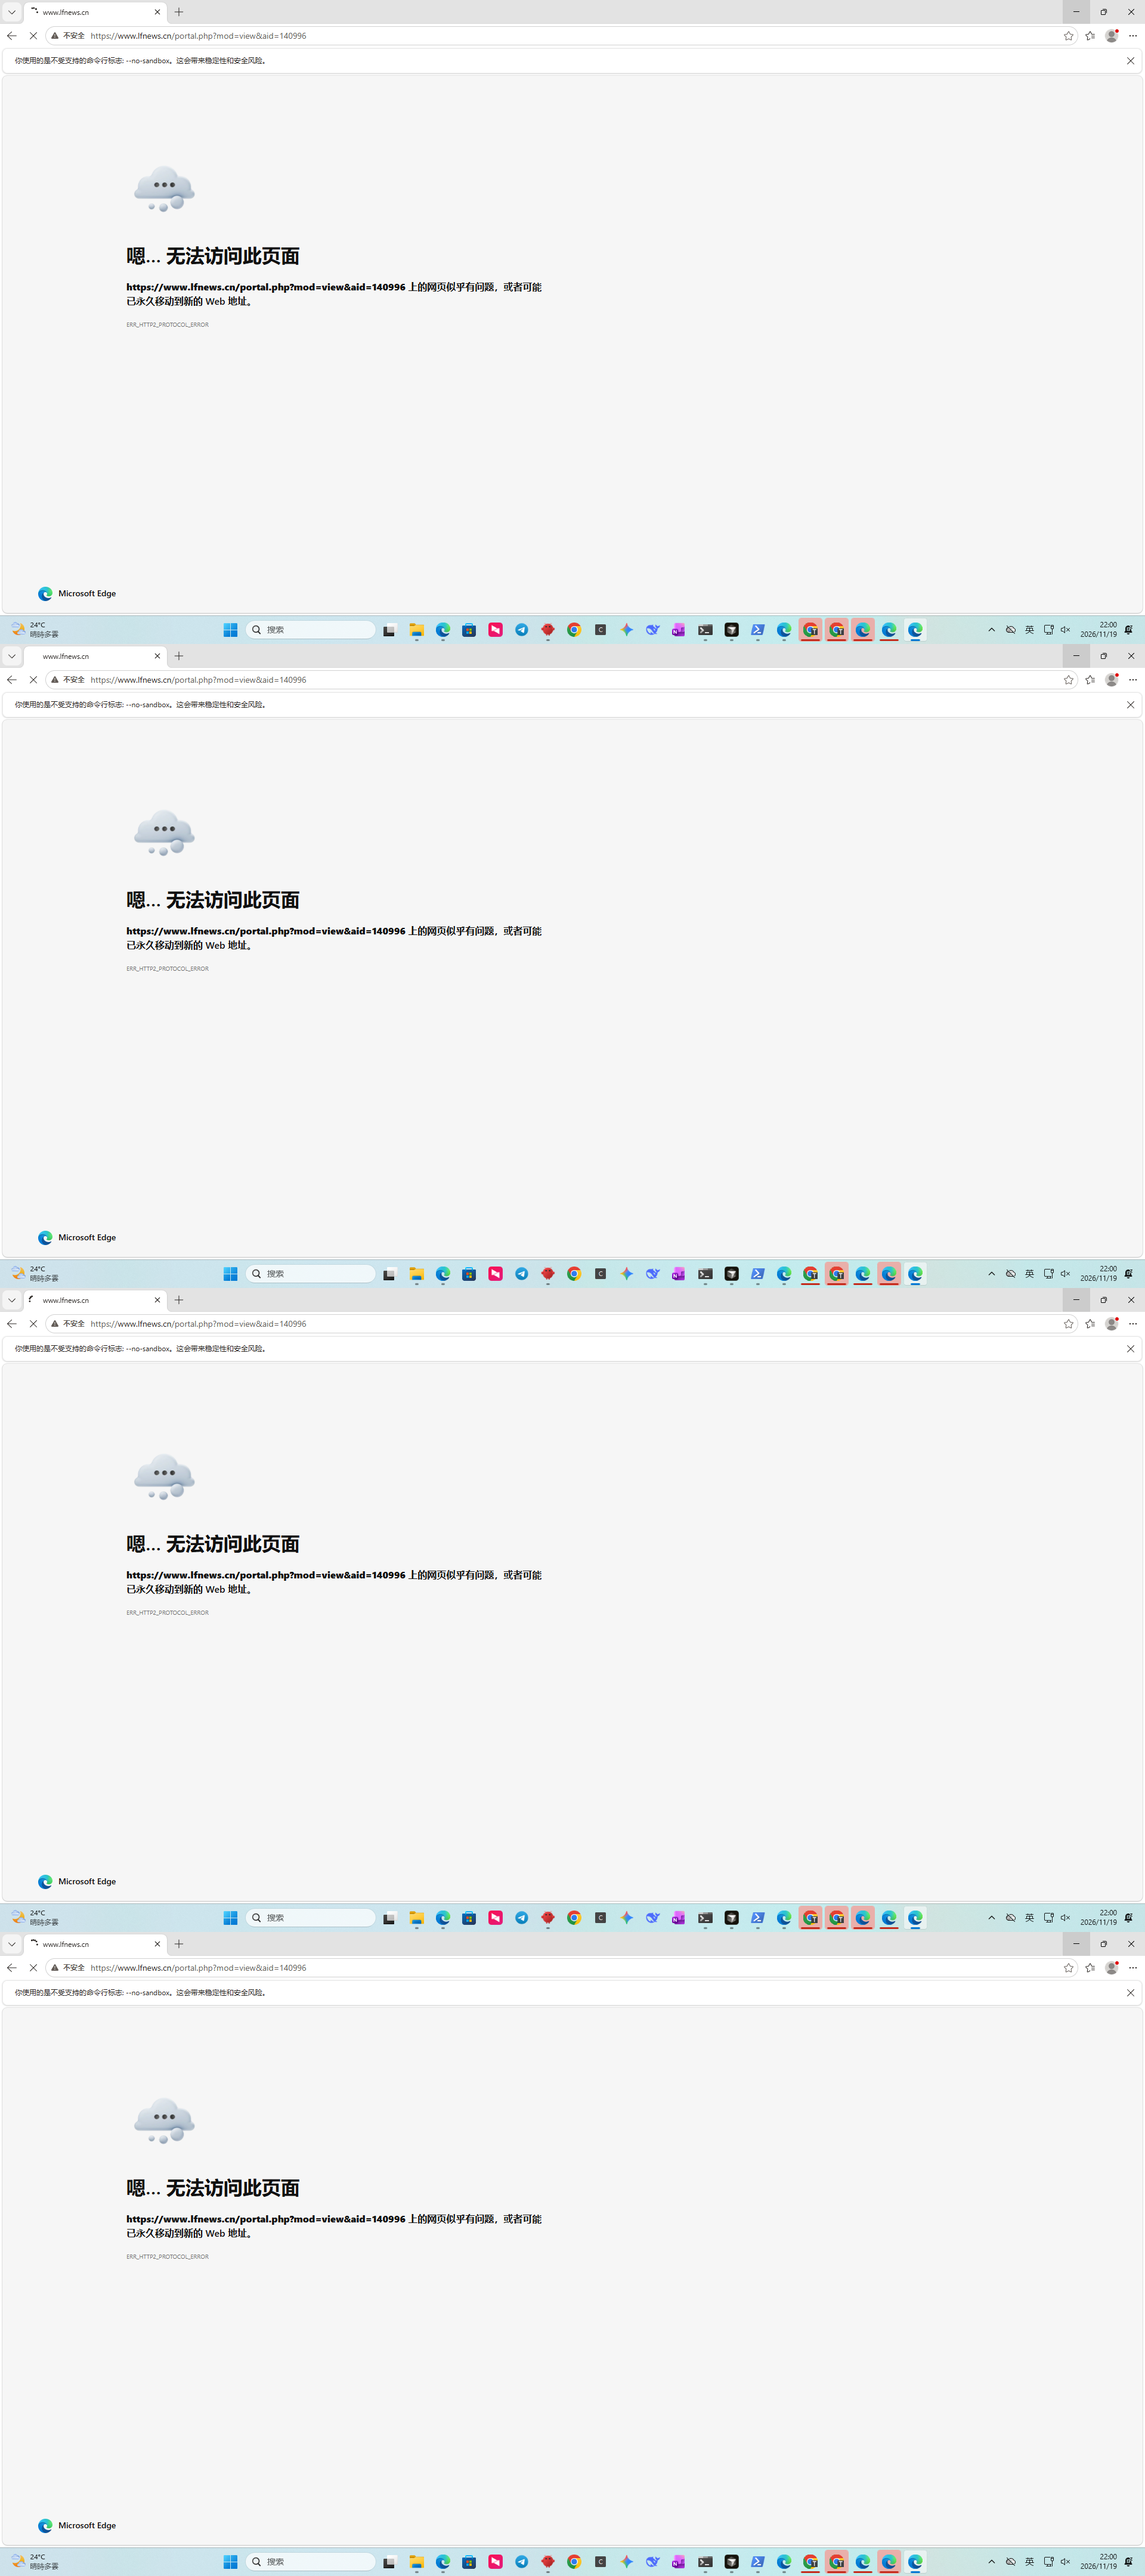 www.lfnews.cn
不安全 https://www.lfnews.cn/portal.php?mod=view&aid=140996
你使用的是不受支持的命令行标志: --no-sandbox。这会带来稳定性和安全风险。
嗯… 无法访问此页面
https://www.lfnews.cn/portal.php?mod=view&aid=140996 上的网页似乎有问题，或者可能
已永久移动到新的 Web 地址。
ERR_HTTP2_PROTOCOL_ERROR
Microsoft Edge
24°C
晴時多雲
搜索
英
22:00
2026/11/19
www.lfnews.cn
不安全 https://www.lfnews.cn/portal.php?mod=view&aid=140996
你使用的是不受支持的命令行标志: --no-sandbox。这会带来稳定性和安全风险。
嗯… 无法访问此页面
https://www.lfnews.cn/portal.php?mod=view&aid=140996 上的网页似乎有问题，或者可能
已永久移动到新的 Web 地址。
ERR_HTTP2_PROTOCOL_ERROR
Microsoft Edge
24°C
晴時多雲
搜索
英
22:00
2026/11/19
www.lfnews.cn
不安全 https://www.lfnews.cn/portal.php?mod=view&aid=140996
你使用的是不受支持的命令行标志: --no-sandbox。这会带来稳定性和安全风险。
嗯… 无法访问此页面
https://www.lfnews.cn/portal.php?mod=view&aid=140996 上的网页似乎有问题，或者可能
已永久移动到新的 Web 地址。
ERR_HTTP2_PROTOCOL_ERROR
Microsoft Edge
24°C
晴時多雲
搜索
英
22:00
2026/11/19
www.lfnews.cn
不安全 https://www.lfnews.cn/portal.php?mod=view&aid=140996
你使用的是不受支持的命令行标志: --no-sandbox。这会带来稳定性和安全风险。
嗯… 无法访问此页面
https://www.lfnews.cn/portal.php?mod=view&aid=140996 上的网页似乎有问题，或者可能
已永久移动到新的 Web 地址。
ERR_HTTP2_PROTOCOL_ERROR
Microsoft Edge
24°C
晴時多雲
搜索
英
22:00
2026/11/19